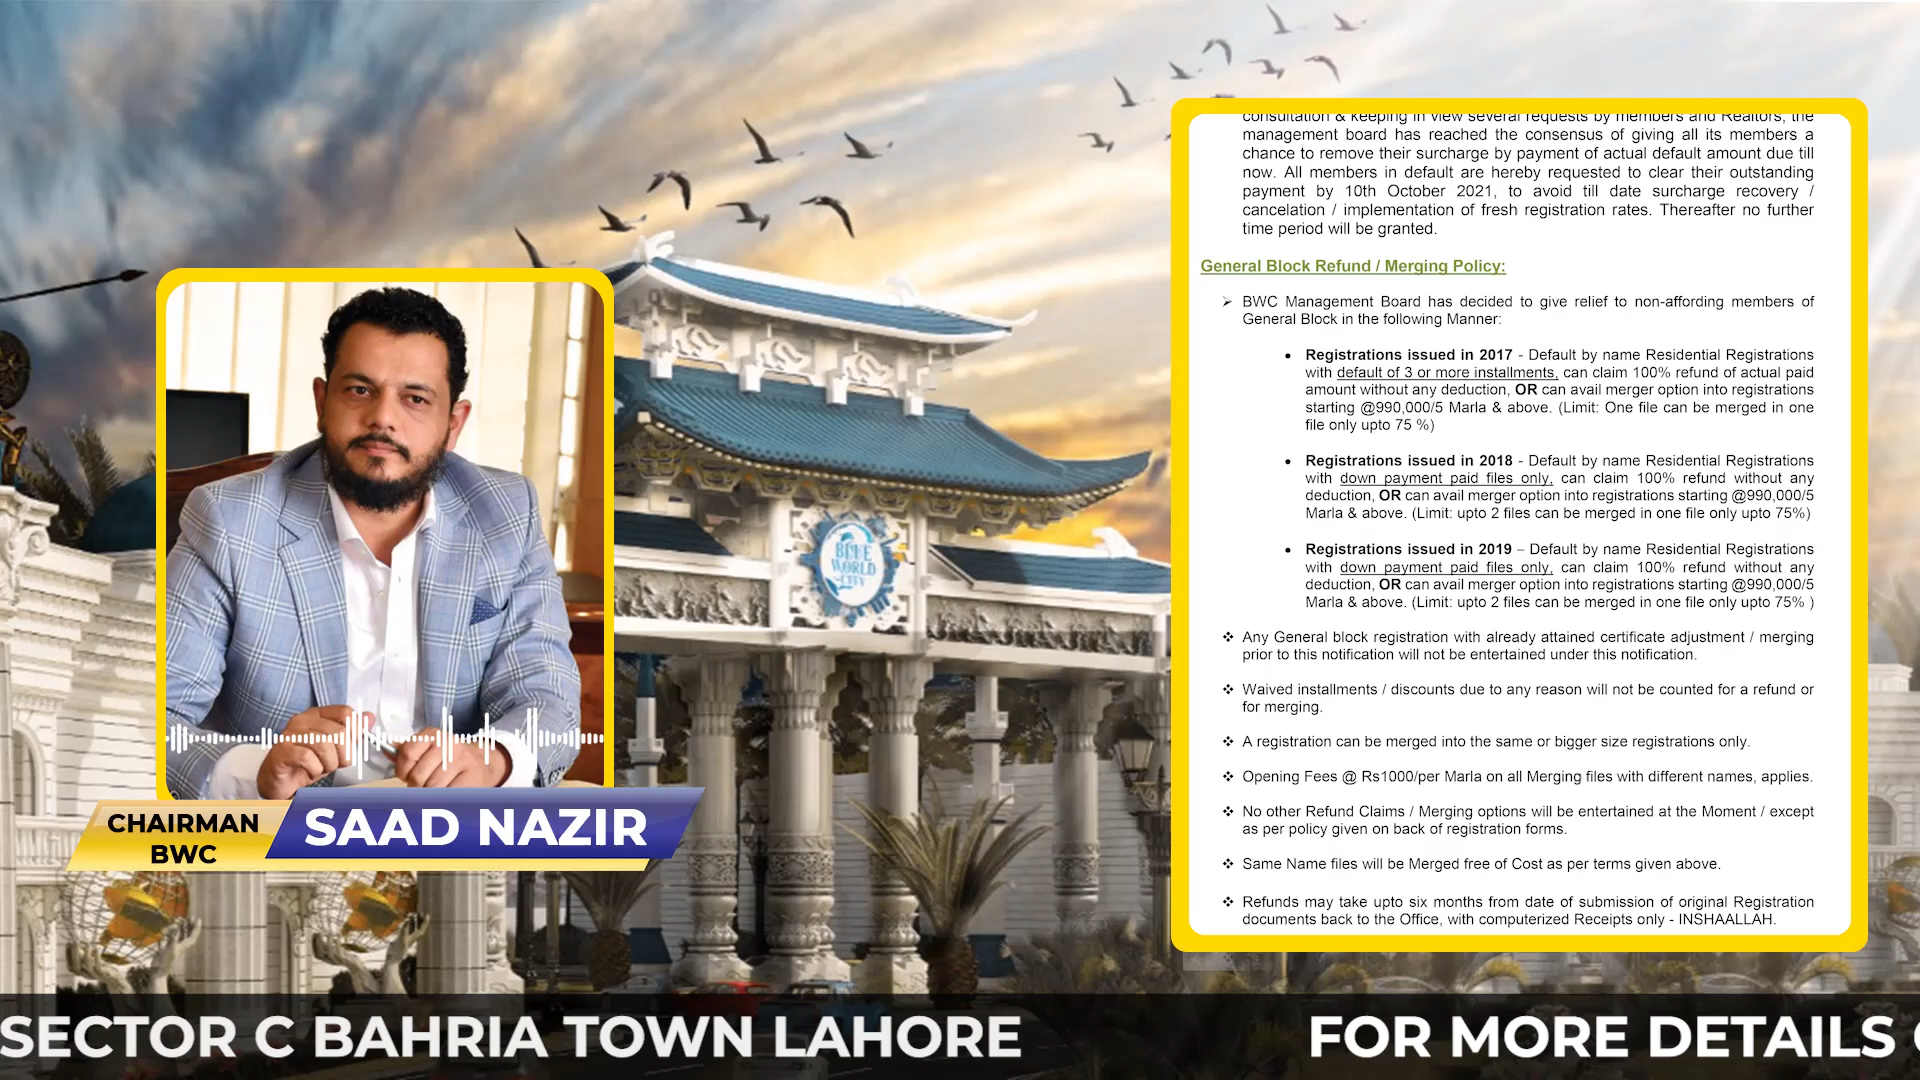 consultation & keeping in view several requests by members and Realtors, the
management board has reached the consensus of giving all its members a
chance to remove their surcharge by payment of actual default amount due till
now. All members in default are hereby requested to clear their outstanding
payment by 10th October 2021, to avoid till date surcharge recovery /
cancelation / implementation of fresh registration rates. Thereafter no further
time period will be granted.
General Block Refund / Merging Policy:
➢ BWC Management Board has decided to give relief to non-affording members of
General Block in the following Manner:
• Registrations issued in 2017 - Default by name Residential Registrations
with default of 3 or more installments, can claim 100% refund of actual paid
amount without any deduction, OR can avail merger option into registrations
starting @990,000/5 Marla & above. (Limit: One file can be merged in one
file only upto 75 %)
• Registrations issued in 2018 - Default by name Residential Registrations
with down payment paid files only, can claim 100% refund without any
deduction, OR can avail merger option into registrations starting @990,000/5
Marla & above. (Limit: upto 2 files can be merged in one file only upto 75%)
• Registrations issued in 2019 – Default by name Residential Registrations
with down payment paid files only, can claim 100% refund without any
deduction, OR can avail merger option into registrations starting @990,000/5
Marla & above. (Limit: upto 2 files can be merged in one file only upto 75% )
❖ Any General block registration with already attained certificate adjustment / merging
prior to this notification will not be entertained under this notification.
❖ Waived installments / discounts due to any reason will not be counted for a refund or
for merging.
❖ A registration can be merged into the same or bigger size registrations only.
❖ Opening Fees @ Rs1000/per Marla on all Merging files with different names, applies.
❖ No other Refund Claims / Merging options will be entertained at the Moment / except
as per policy given on back of registration forms.
❖ Same Name files will be Merged free of Cost as per terms given above.
❖ Refunds may take upto six months from date of submission of original Registration
documents back to the Office, with computerized Receipts only - INSHAALLAH.
BLUE
WORLD
CITY
CHAIRMAN
BWC
SAAD NAZIR
SECTOR C BAHRIA TOWN LAHORE
FOR MORE DETAILS